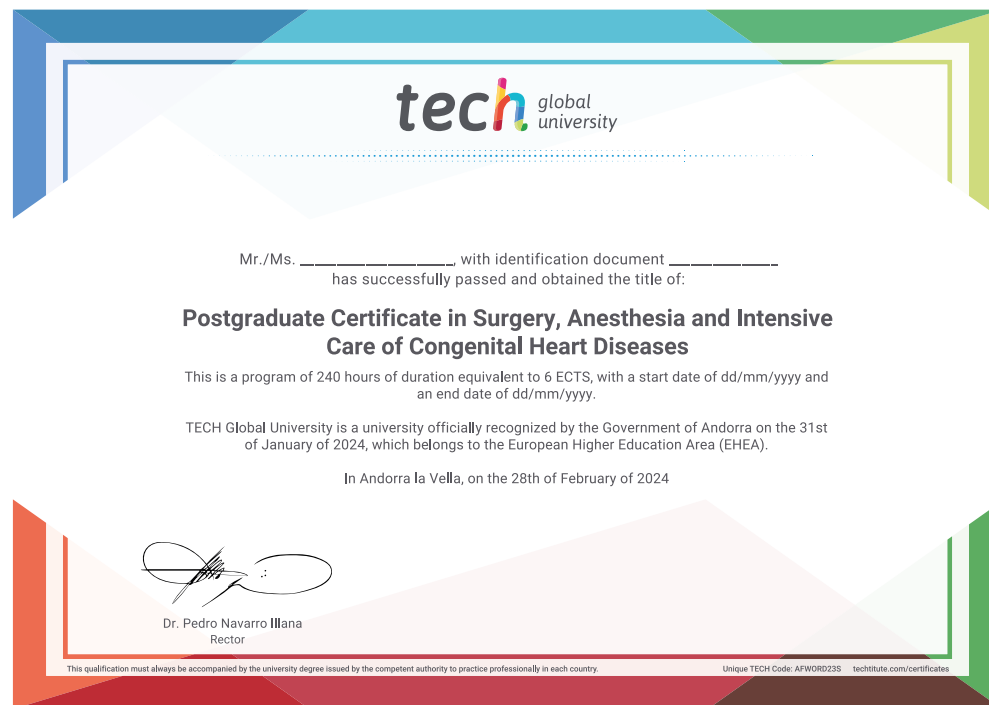 tech global
university
Mr./Ms. ____________________, with identification document ______________
has successfully passed and obtained the title of:
Postgraduate Certificate in Surgery, Anesthesia and Intensive
Care of Congenital Heart Diseases
This is a program of 240 hours of duration equivalent to 6 ECTS, with a start date of dd/mm/yyyy and
an end date of dd/mm/yyyy.
TECH Global University is a university officially recognized by the Government of Andorra on the 31st
of January of 2024, which belongs to the European Higher Education Area (EHEA).
In Andorra la Vella, on the 28th of February of 2024
Dr. Pedro Navarro Illana
Rector
This qualification must always be accompanied by the university degree issued by the competent authority to practice professionally in each country.
Unique TECH Code: AFWORD23S techtitute.com/certificates